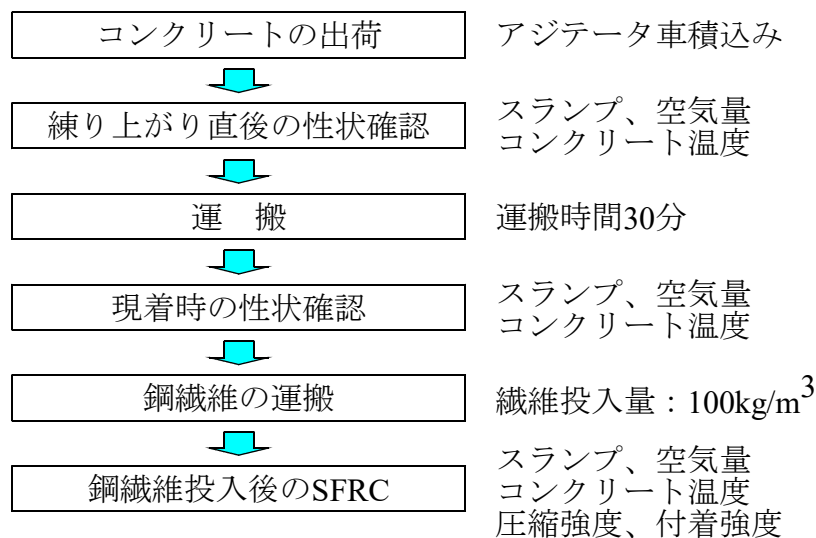 コンクリートの出荷
アジテータ車積込み
練り上がり直後の性状確認
スランプ、空気量
コンクリート温度
運　搬
運搬時間30分
現着時の性状確認
スランプ、空気量
コンクリート温度
鋼繊維の運搬
繊維投入量：100kg/m³
鋼繊維投入後のSFRC
スランプ、空気量
コンクリート温度
圧縮強度、付着強度